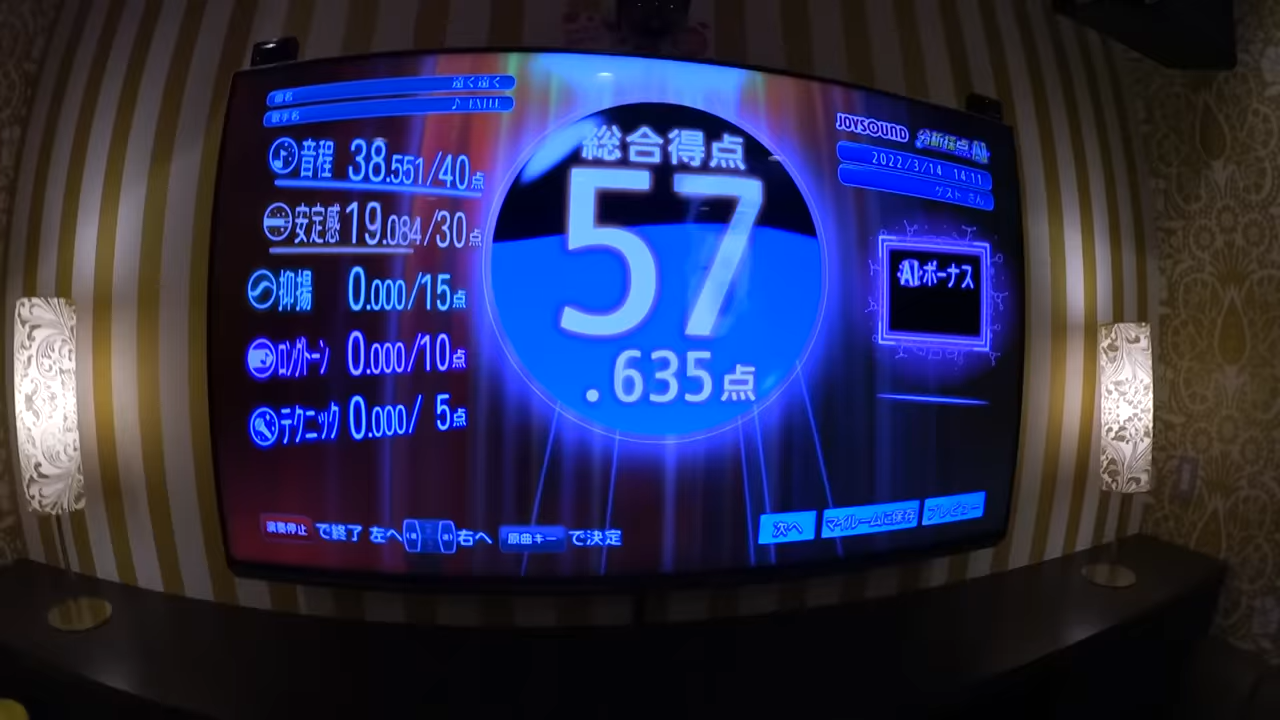 曲名 遠く遠く
歌手名 ♪ EXILE
音程 38.551/40点
安定感 19.084/30点
抑揚 0.000/15点
ロングトーン 0.000/10点
テクニック 0.000/ 5点
総合得点
57
.635点
JOYSOUND 分析採点AI
2022/3/14 14:11
ゲスト さん
AIボーナス
演奏停止 で終了 左へ 右へ 原曲キー で決定
次へ マイルームに保存 プレビュー